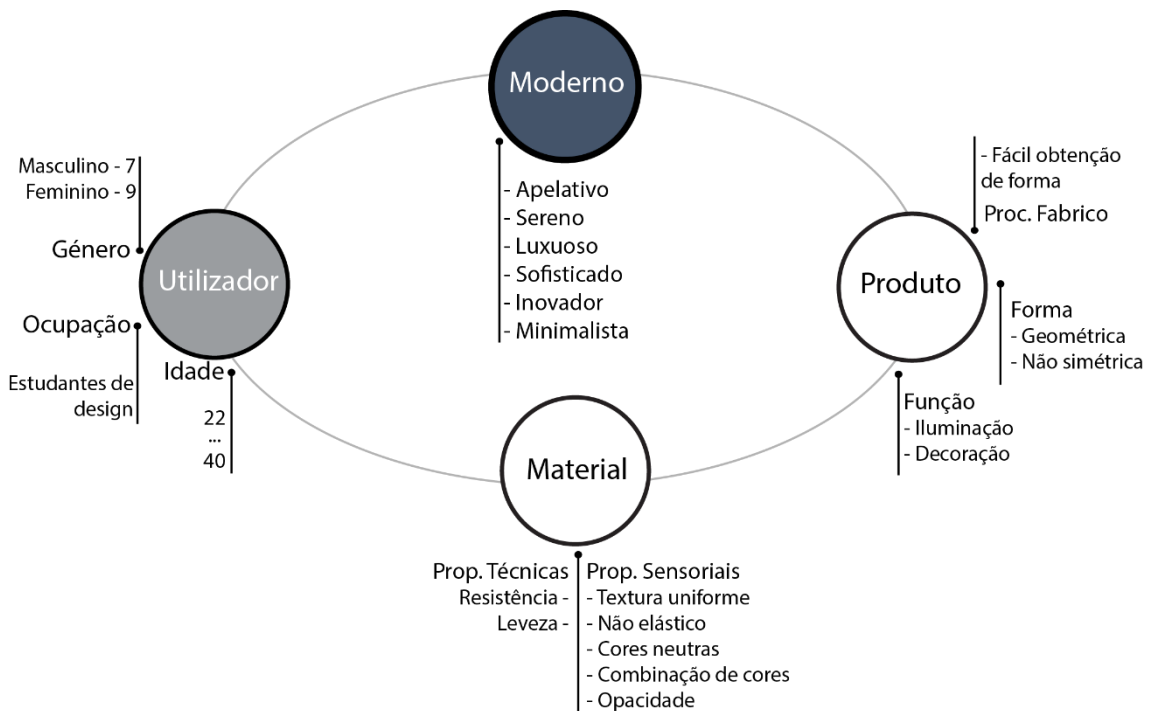 Moderno
- Apelativo
- Sereno
- Luxuoso
- Sofisticado
- Inovador
- Minimalista
Masculino - 7
Feminino - 9
Género
Utilizador
Ocupação
Estudantes de
design
Idade
22
...
40
- Fácil obtenção
de forma
Proc. Fabrico
Produto
Forma
- Geométrica
- Não simétrica
Função
- Iluminação
- Decoração
Material
Prop. Técnicas
Resistência -
Leveza -
Prop. Sensoriais
- Textura uniforme
- Não elástico
- Cores neutras
- Combinação de cores
- Opacidade